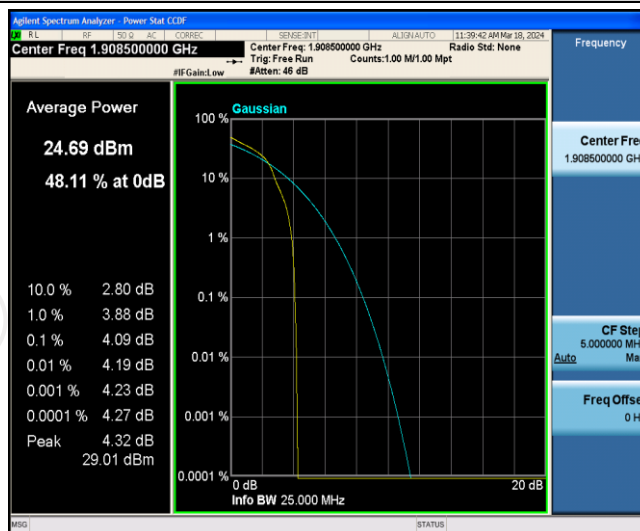 Agilent Spectrum Analyzer - Power Stat CCDF
RL RF 50 Ω AC CORREC SENSE:INT ALIGNAUTO 11:39:42 AM Mar 18, 2024
Center Freq 1.908500000 GHz
Center Freq: 1.908500000 GHz Radio Std: None
Trig: Free Run Counts:1.00 M/1.00 Mpt
#IFGain:Low #Atten: 46 dB
Frequency
Average Power
24.69 dBm
48.11 % at 0dB
10.0 % 2.80 dB
1.0 % 3.88 dB
0.1 % 4.09 dB
0.01 % 4.19 dB
0.001 % 4.23 dB
0.0001 % 4.27 dB
Peak 4.32 dB
29.01 dBm
Gaussian
100 %
10 %
1 %
0.1 %
0.01 %
0.001 %
0.0001 %
0 dB 20 dB
Info BW 25.000 MHz
Center Fre
1.908500000 GH
CF Step
5.000000 MH
Auto Ma
Freq Offse
0 H
MSG STATUS